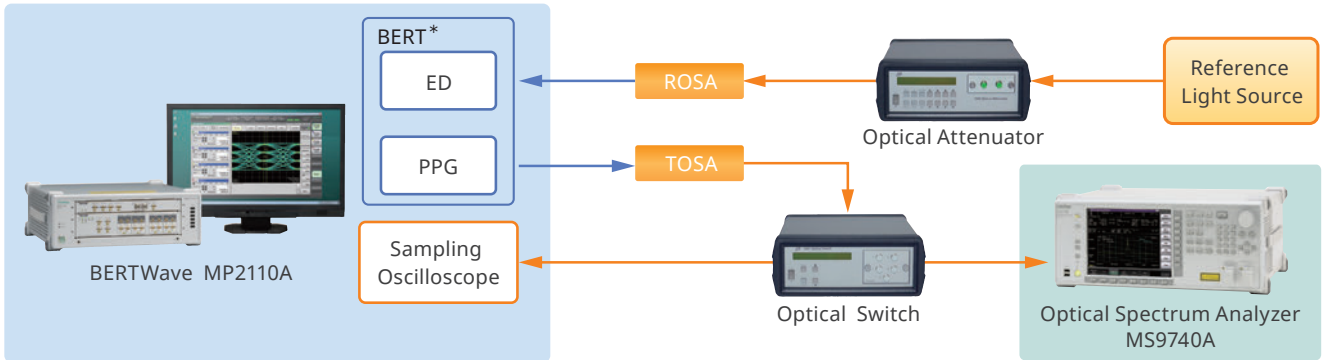 BERT*
ED
PPG
ROSA
TOSA
Optical Attenuator
Reference
Light Source
BERTWave MP2110A
Sampling
Oscilloscope
Optical Switch
Optical Spectrum Analyzer
MS9740A